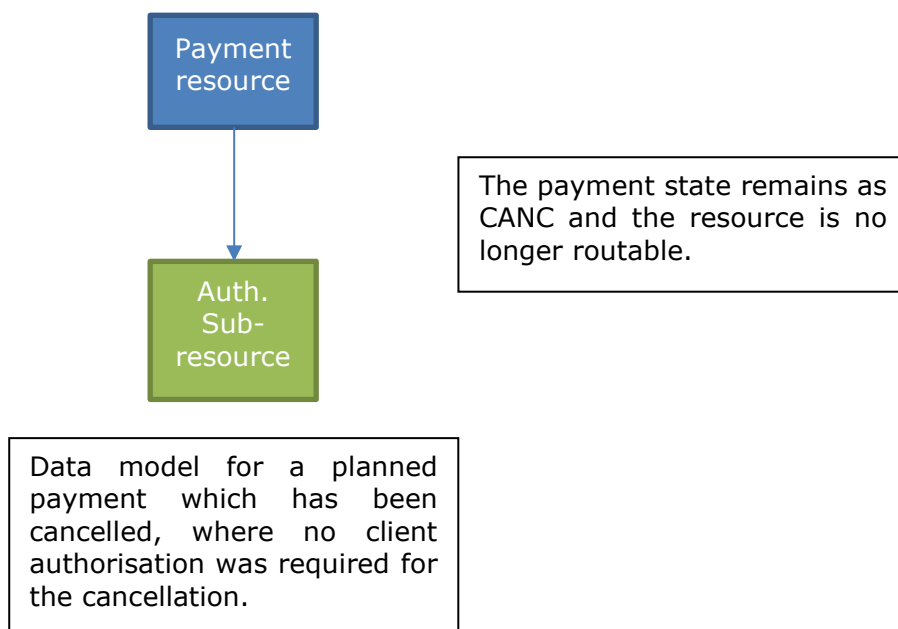 Payment
resource
The payment state remains as
CANC and the resource is no
longer routable.
Auth.
Sub-
resource
Data model for a planned
payment which has been
cancelled, where no client
authorisation was required for
the cancellation.